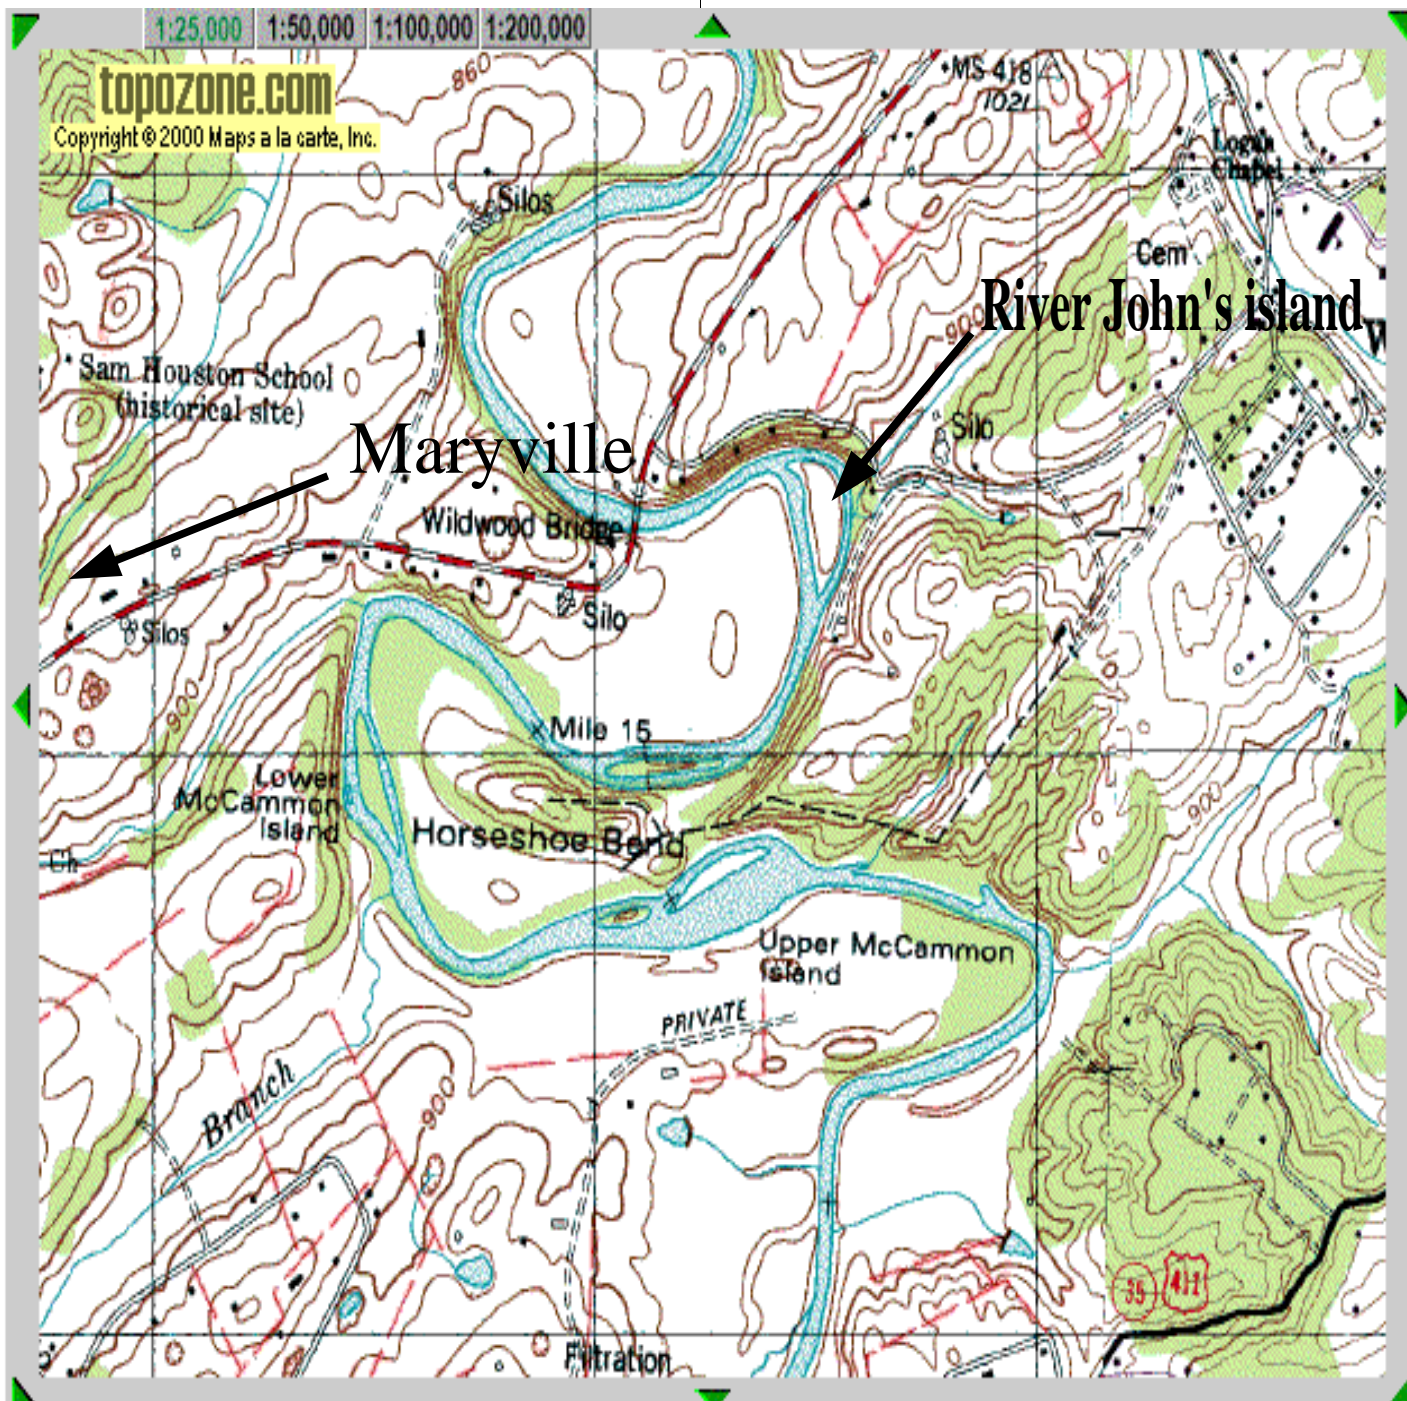 1:25,000 1:50,000 1:100,000 1:200,000
topozone.com
Copyright © 2000 Maps a la carte, Inc.
860
MS 418
1021
Logan
Chapel
Silos
Cem
River John's island
900
W
Sam Houston School
(historical site)
Maryville
Silo
Wildwood Bridge
Silo
Silos
900
Mile 15
Lower
McCammon
Island
Horseshoe Bend
900
Ch
Upper McCammon
Island
PRIVATE
Branch
900
35
411
Filtration